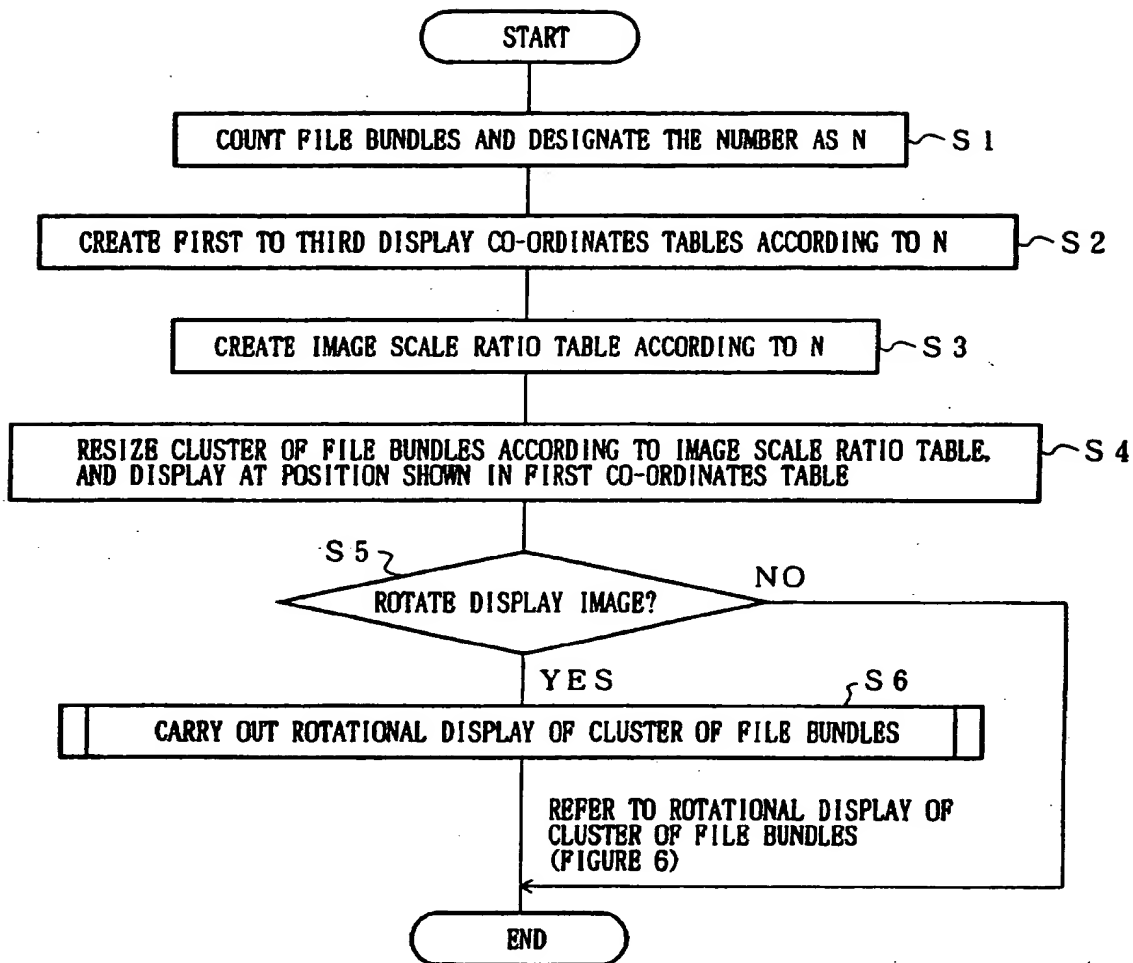 START
COUNT FILE BUNDLES AND DESIGNATE THE NUMBER AS N
S 1
CREATE FIRST TO THIRD DISPLAY CO-ORDINATES TABLES ACCORDING TO N
S 2
CREATE IMAGE SCALE RATIO TABLE ACCORDING TO N
S 3
RESIZE CLUSTER OF FILE BUNDLES ACCORDING TO IMAGE SCALE RATIO TABLE,
AND DISPLAY AT POSITION SHOWN IN FIRST CO-ORDINATES TABLE
S 4
S 5
ROTATE DISPLAY IMAGE?
NO
YES
S 6
CARRY OUT ROTATIONAL DISPLAY OF CLUSTER OF FILE BUNDLES
REFER TO ROTATIONAL DISPLAY OF
CLUSTER OF FILE BUNDLES
(FIGURE 6)
END